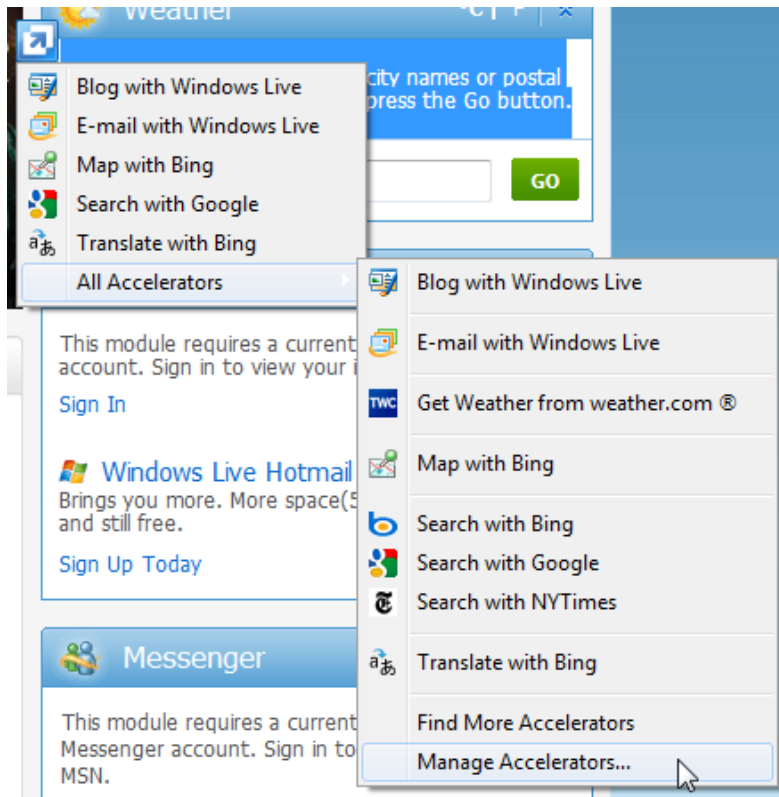 Weather
°C | F
city names or postal
press the Go button.
GO
Blog with Windows Live
E-mail with Windows Live
Map with Bing
Search with Google
Translate with Bing
All Accelerators
This module requires a current
account. Sign in to view your
Sign In
Windows Live Hotmail
Brings you more. More space(5
and still free.
Sign Up Today
Messenger
This module requires a current
Messenger account. Sign in to
MSN.
Blog with Windows Live
E-mail with Windows Live
TWC
Get Weather from weather.com ®
Map with Bing
Search with Bing
Search with Google
Search with NYTimes
Translate with Bing
Find More Accelerators
Manage Accelerators...